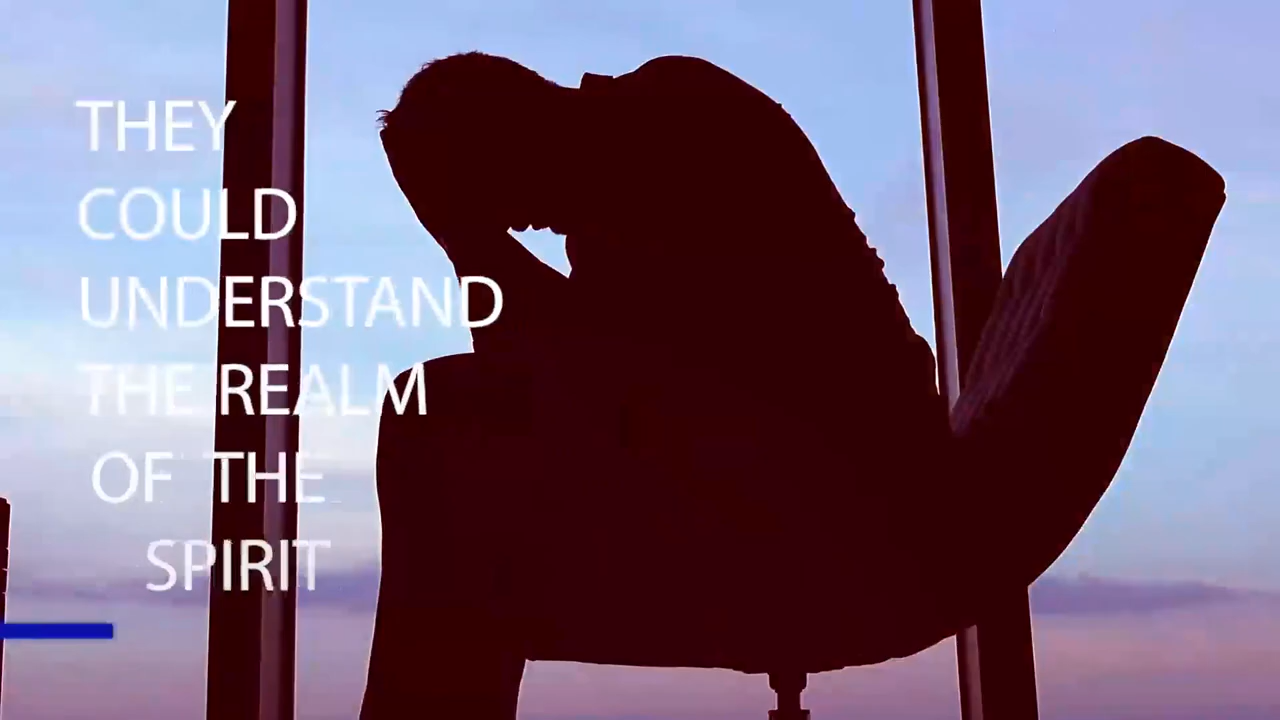 THEY
COULD
UNDERSTAND
THE REALM
OF THE
SPIRIT